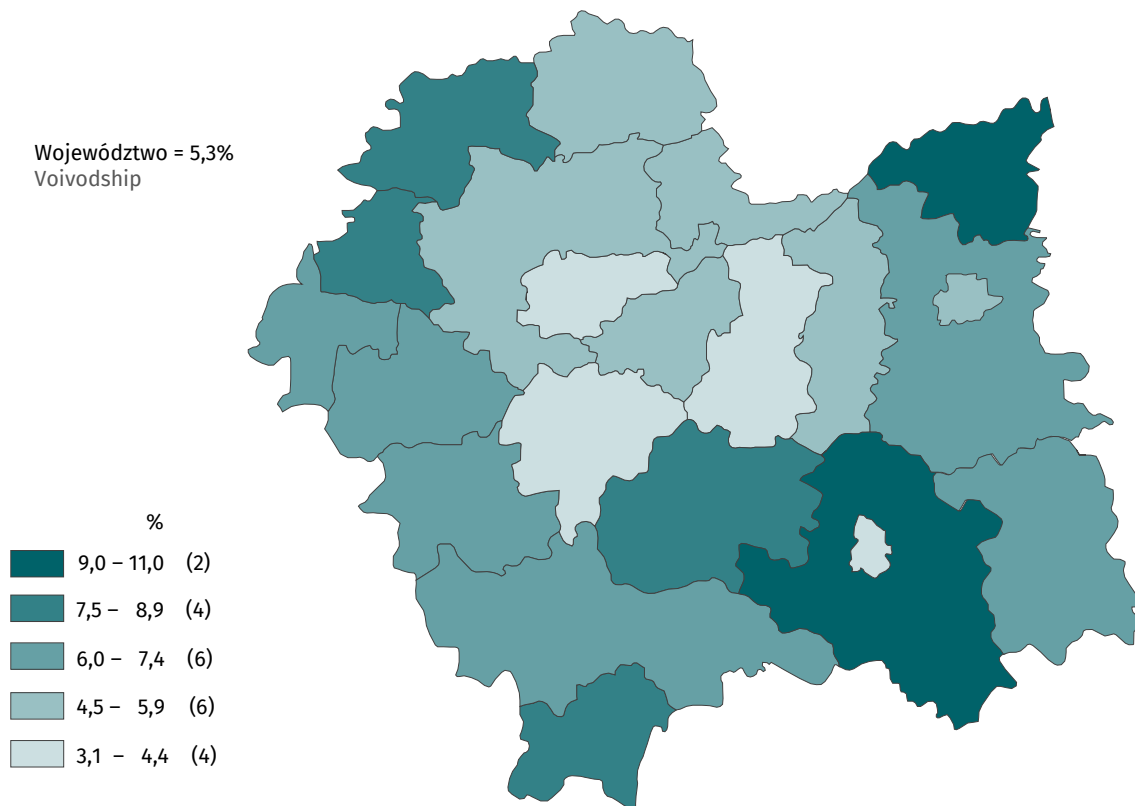 Województwo = 5,3%
Voivodship
%
9,0 – 11,0 (2)
7,5 – 8,9 (4)
6,0 – 7,4 (6)
4,5 – 5,9 (6)
3,1 – 4,4 (4)